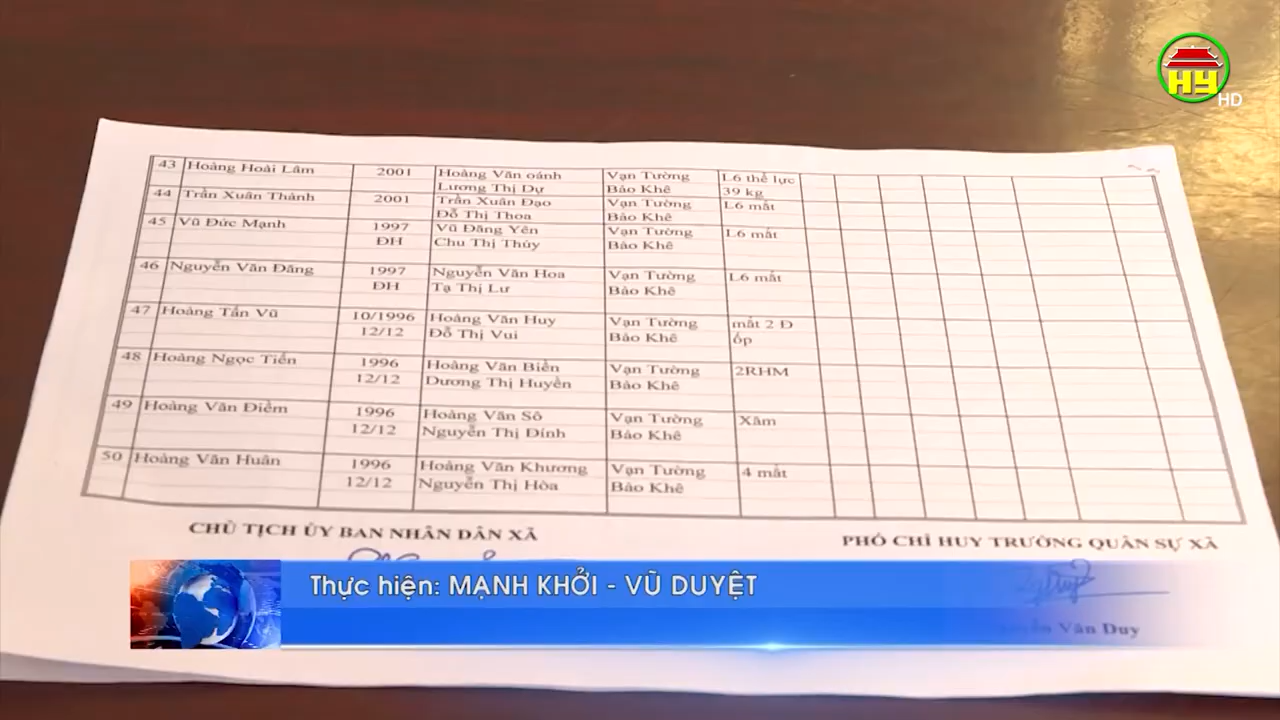 HY
HD
43 Hoàng Hoài Lâm 2001 Hoàng Văn oánh Vạn Tường L6 thể lực
Lương Thị Dự Bảo Khê 39 kg
44 Trần Xuân Thành 2001 Trần Xuân Đạo Vạn Tường L6 mắt
Đỗ Thị Thoa Bảo Khê
45 Vũ Đức Mạnh 1997 Vũ Đăng Yên Vạn Tường L6 mắt
ĐH Chu Thị Thúy Bảo Khê
46 Nguyễn Văn Đăng 1997 Nguyễn Văn Hoa Vạn Tường L6 mắt
ĐH Tạ Thị Lư Bảo Khê
47 Hoàng Tấn Vũ 10/1996 Hoàng Văn Huy Vạn Tường mắt 2 Đ
12/12 Đỗ Thị Vui Bảo Khê ốp
48 Hoàng Ngọc Tiến 1996 Hoàng Văn Biền Vạn Tường 2RHM
12/12 Dương Thị Huyền Bảo Khê
49 Hoàng Văn Điềm 1996 Hoàng Văn Sô Vạn Tường Xăm
12/12 Nguyễn Thị Dính Bảo Khê
50 Hoàng Văn Huân 1996 Hoàng Văn Khương Vạn Tường 4 mắt
12/12 Nguyễn Thị Hòa Bảo Khê
CHỦ TỊCH ỦY BAN NHÂN DÂN XÃ
PHÓ CHỈ HUY TRƯỞNG QUÂN SỰ XÃ
Thực hiện: MẠNH KHỞI - VŨ DUYỆT
Văn Duy